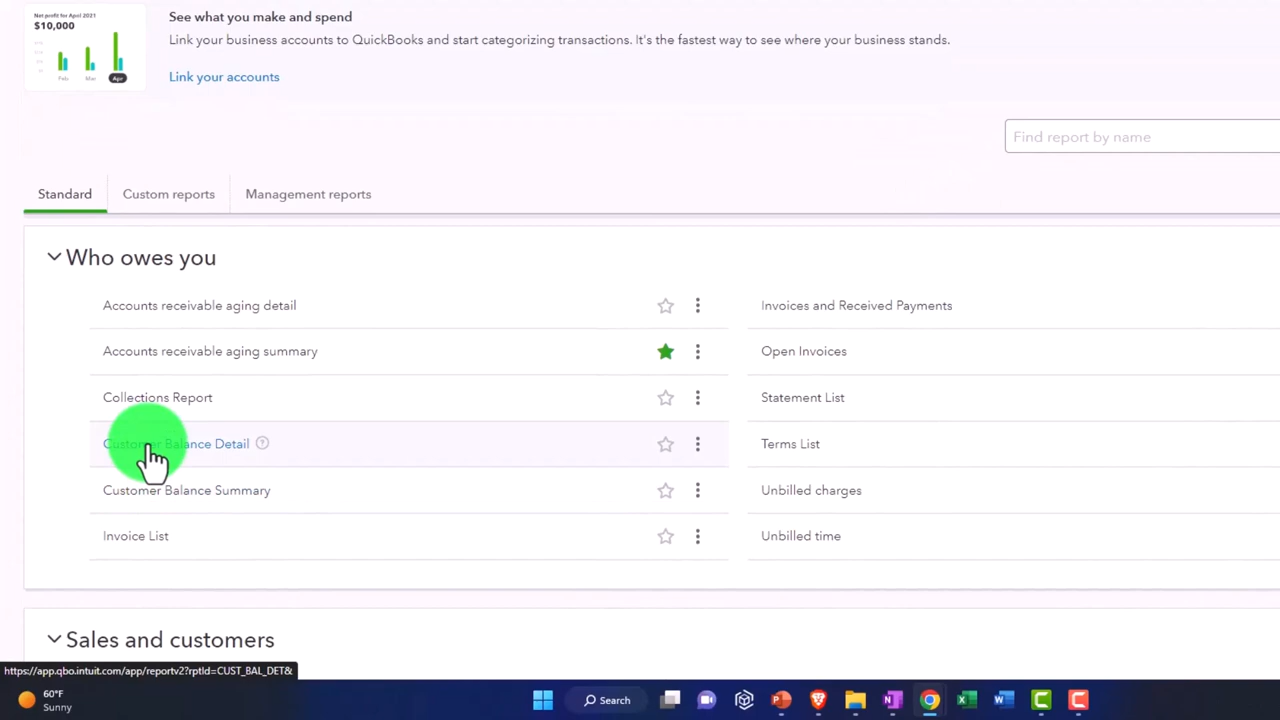 Net profit for April 2021
$10,000
Feb
Mar
Apr
See what you make and spend
Link your business accounts to QuickBooks and start categorizing transactions. It's the fastest way to see where your business stands.
Link your accounts
Find report by name
Standard
Custom reports
Management reports
Who owes you
Accounts receivable aging detail
Invoices and Received Payments
Accounts receivable aging summary
Open Invoices
Collections Report
Statement List
Customer Balance Detail
Terms List
Customer Balance Summary
Unbilled charges
Invoice List
Unbilled time
Sales and customers
https://app.qbo.intuit.com/app/reportv2?rptId=CUST_BAL_DET&
60°F
Sunny
Search